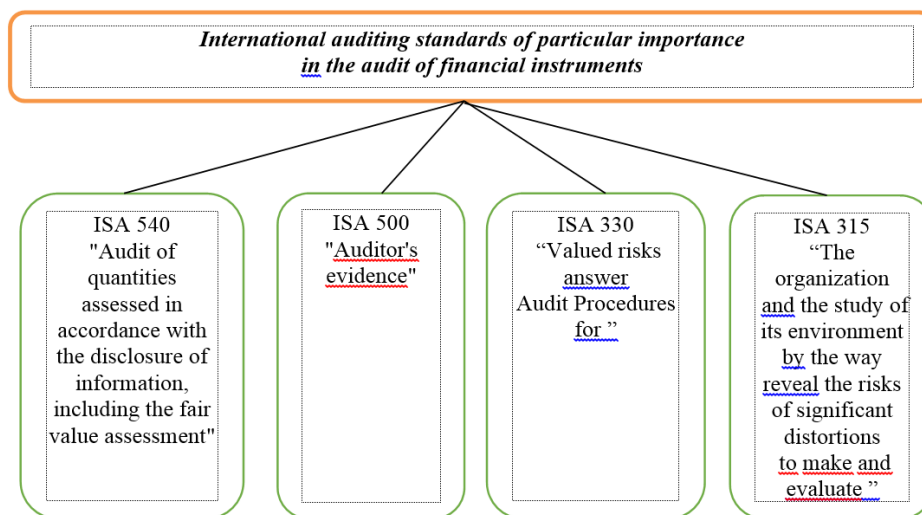 International auditing standards of particular importance
in the audit of financial instruments
ISA 540
"Audit of
quantities
assessed in
accordance with
the disclosure of
information,
including the fair
value assessment"
ISA 500
"Auditor's
evidence"
ISA 330
“Valued risks
answer
Audit Procedures
for ”
ISA 315
“The
organization
and the study of
its environment
by the way
reveal the risks
of significant
distortions
to make and
evaluate ”